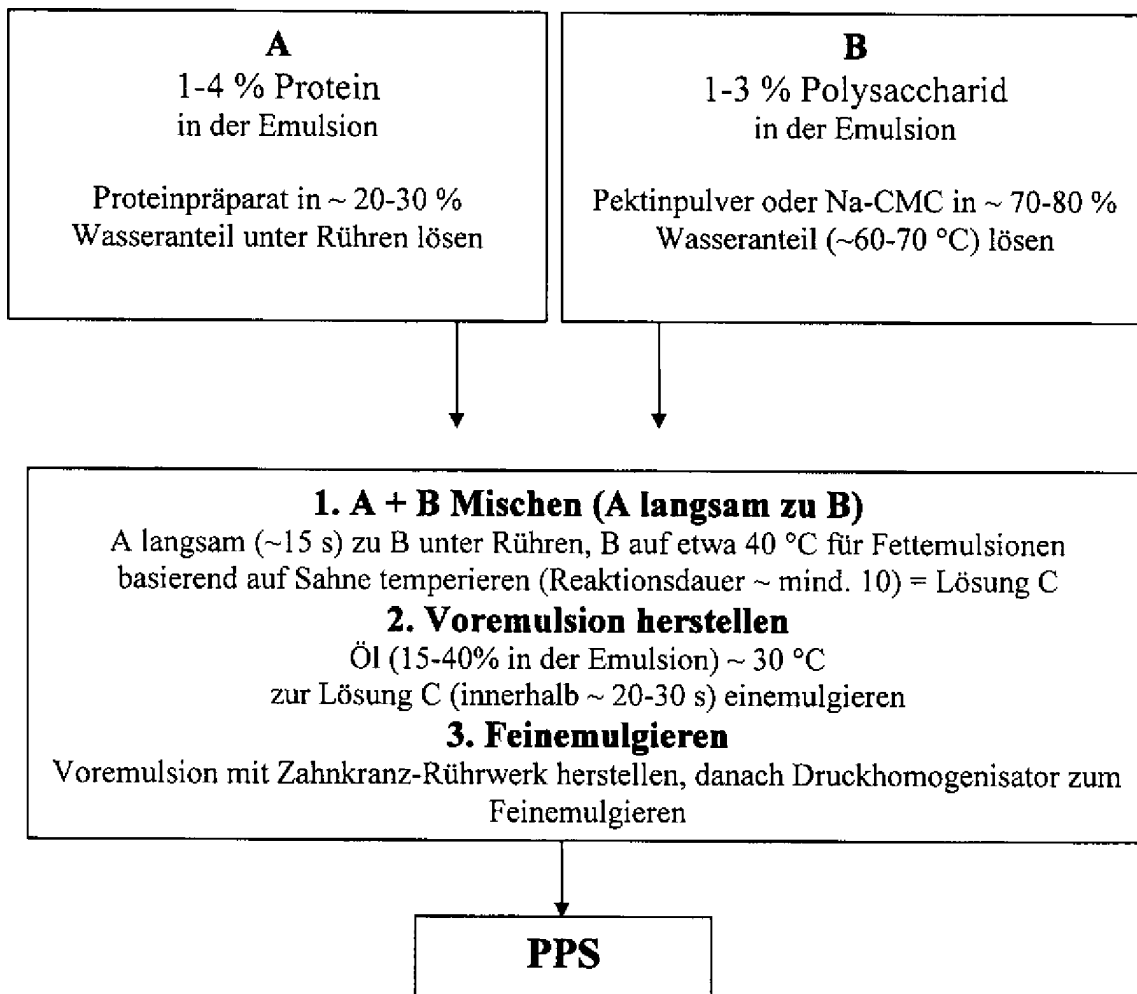 A
1-4 % Protein
in der Emulsion
Proteinpräparat in ~ 20-30 %
Wasseranteil unter Rühren lösen
B
1-3 % Polysaccharid
in der Emulsion
Pektinpulver oder Na-CMC in ~ 70-80 %
Wasseranteil (~60-70 °C) lösen
1. A + B Mischen (A langsam zu B)
A langsam (~15 s) zu B unter Rühren, B auf etwa 40 °C für Fettemulsionen
basierend auf Sahne temperieren (Reaktionsdauer ~ mind. 10) = Lösung C
2. Voremulsion herstellen
Öl (15-40% in der Emulsion) ~ 30 °C
zur Lösung C (innerhalb ~ 20-30 s) einemulgieren
3. Feinemulgieren
Voremulsion mit Zahnkranz-Rührwerk herstellen, danach Druckhomogenisator zum
Feinemulgieren
PPS